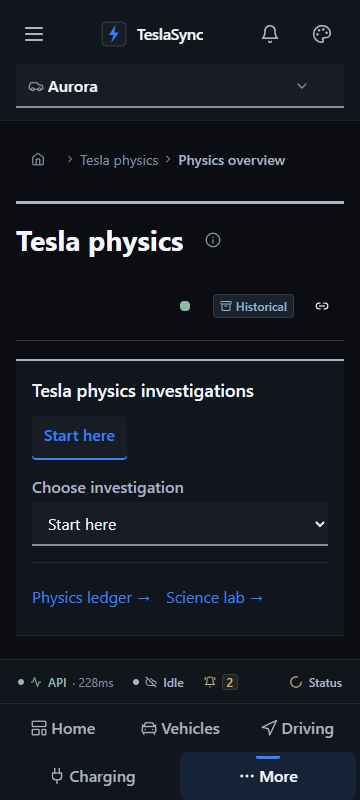 TeslaSync
Aurora
Tesla physics Physics overview
Tesla physics
Historical
Tesla physics investigations
Start here
Choose investigation
Start here
Physics ledger → Science lab →
API · 228ms Idle 2 Status
Home Vehicles Driving
Charging More